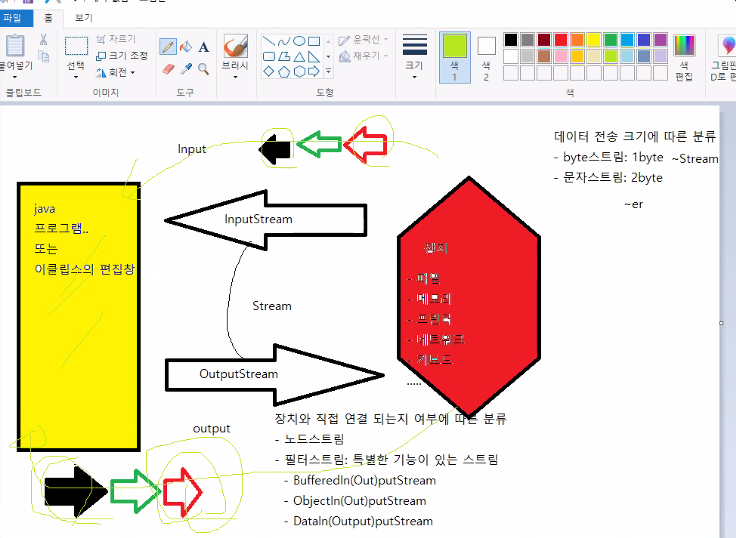 파일
홈
보기
붙여넣기
선택
자르기
크기 조정
회전
브러시
윤곽선
채우기
크기
색
1
색
2
색
편집
그림판
D로 편
클립보드
이미지
도구
도형
색
Input
데이터 전송 크기에 따른 분류
- byte스트림: 1byte ~Stream
- 문자스트림: 2byte
~er
java
프로그램..
또는
이클립스의 편집창
InputStream
장치
- 파일
- 메모리
- 프린터
- 네트워크
- 키보드
.....
Stream
OutputStream
output
장치와 직접 연결 되는지 여부에 따른 분류
- 노드스트림
- 필터스트림: 특별한 기능이 있는 스트림
- BufferedIn(Out)putStream
- ObjectIn(Out)putStream
- DataIn(Output)putStream